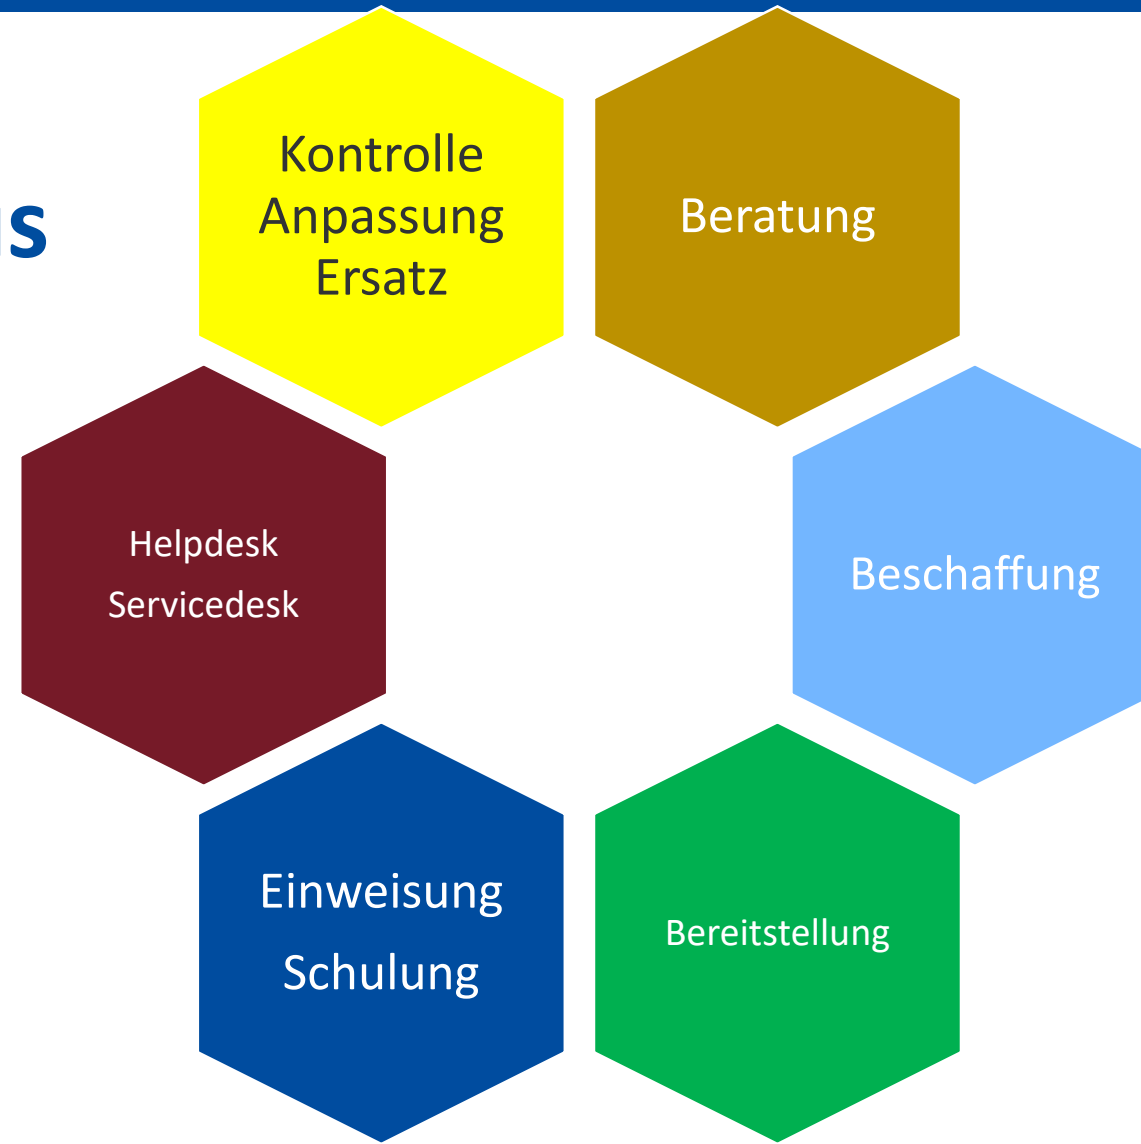 Kontrolle
Anpassung
Ersatz
Beratung
Helpdesk
Servicedesk
Beschaffung
Einweisung
Schulung
Bereitstellung